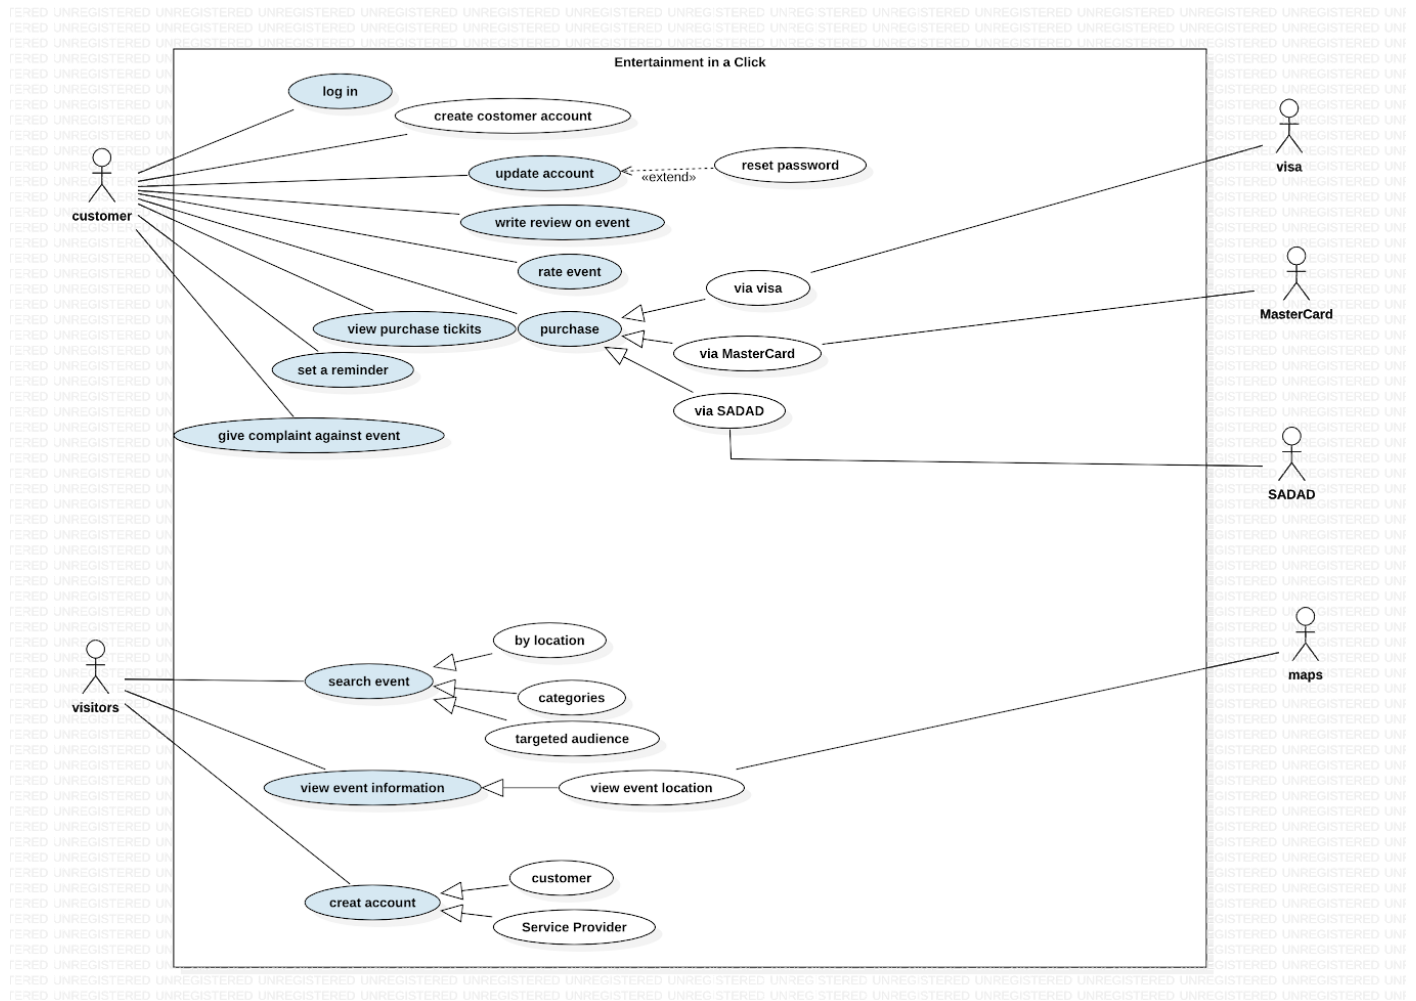 Entertainment in a Click
log in
create costomer account
update account
«extend»
reset password
customer
write review on event
rate event
view purchase tickits
purchase
set a reminder
give complaint against event
via visa
via MasterCard
via SADAD
visa
MasterCard
SADAD
visitors
search event
by location
categories
targeted audience
view event information
view event location
maps
creat account
customer
Service Provider
UNREGISTERED